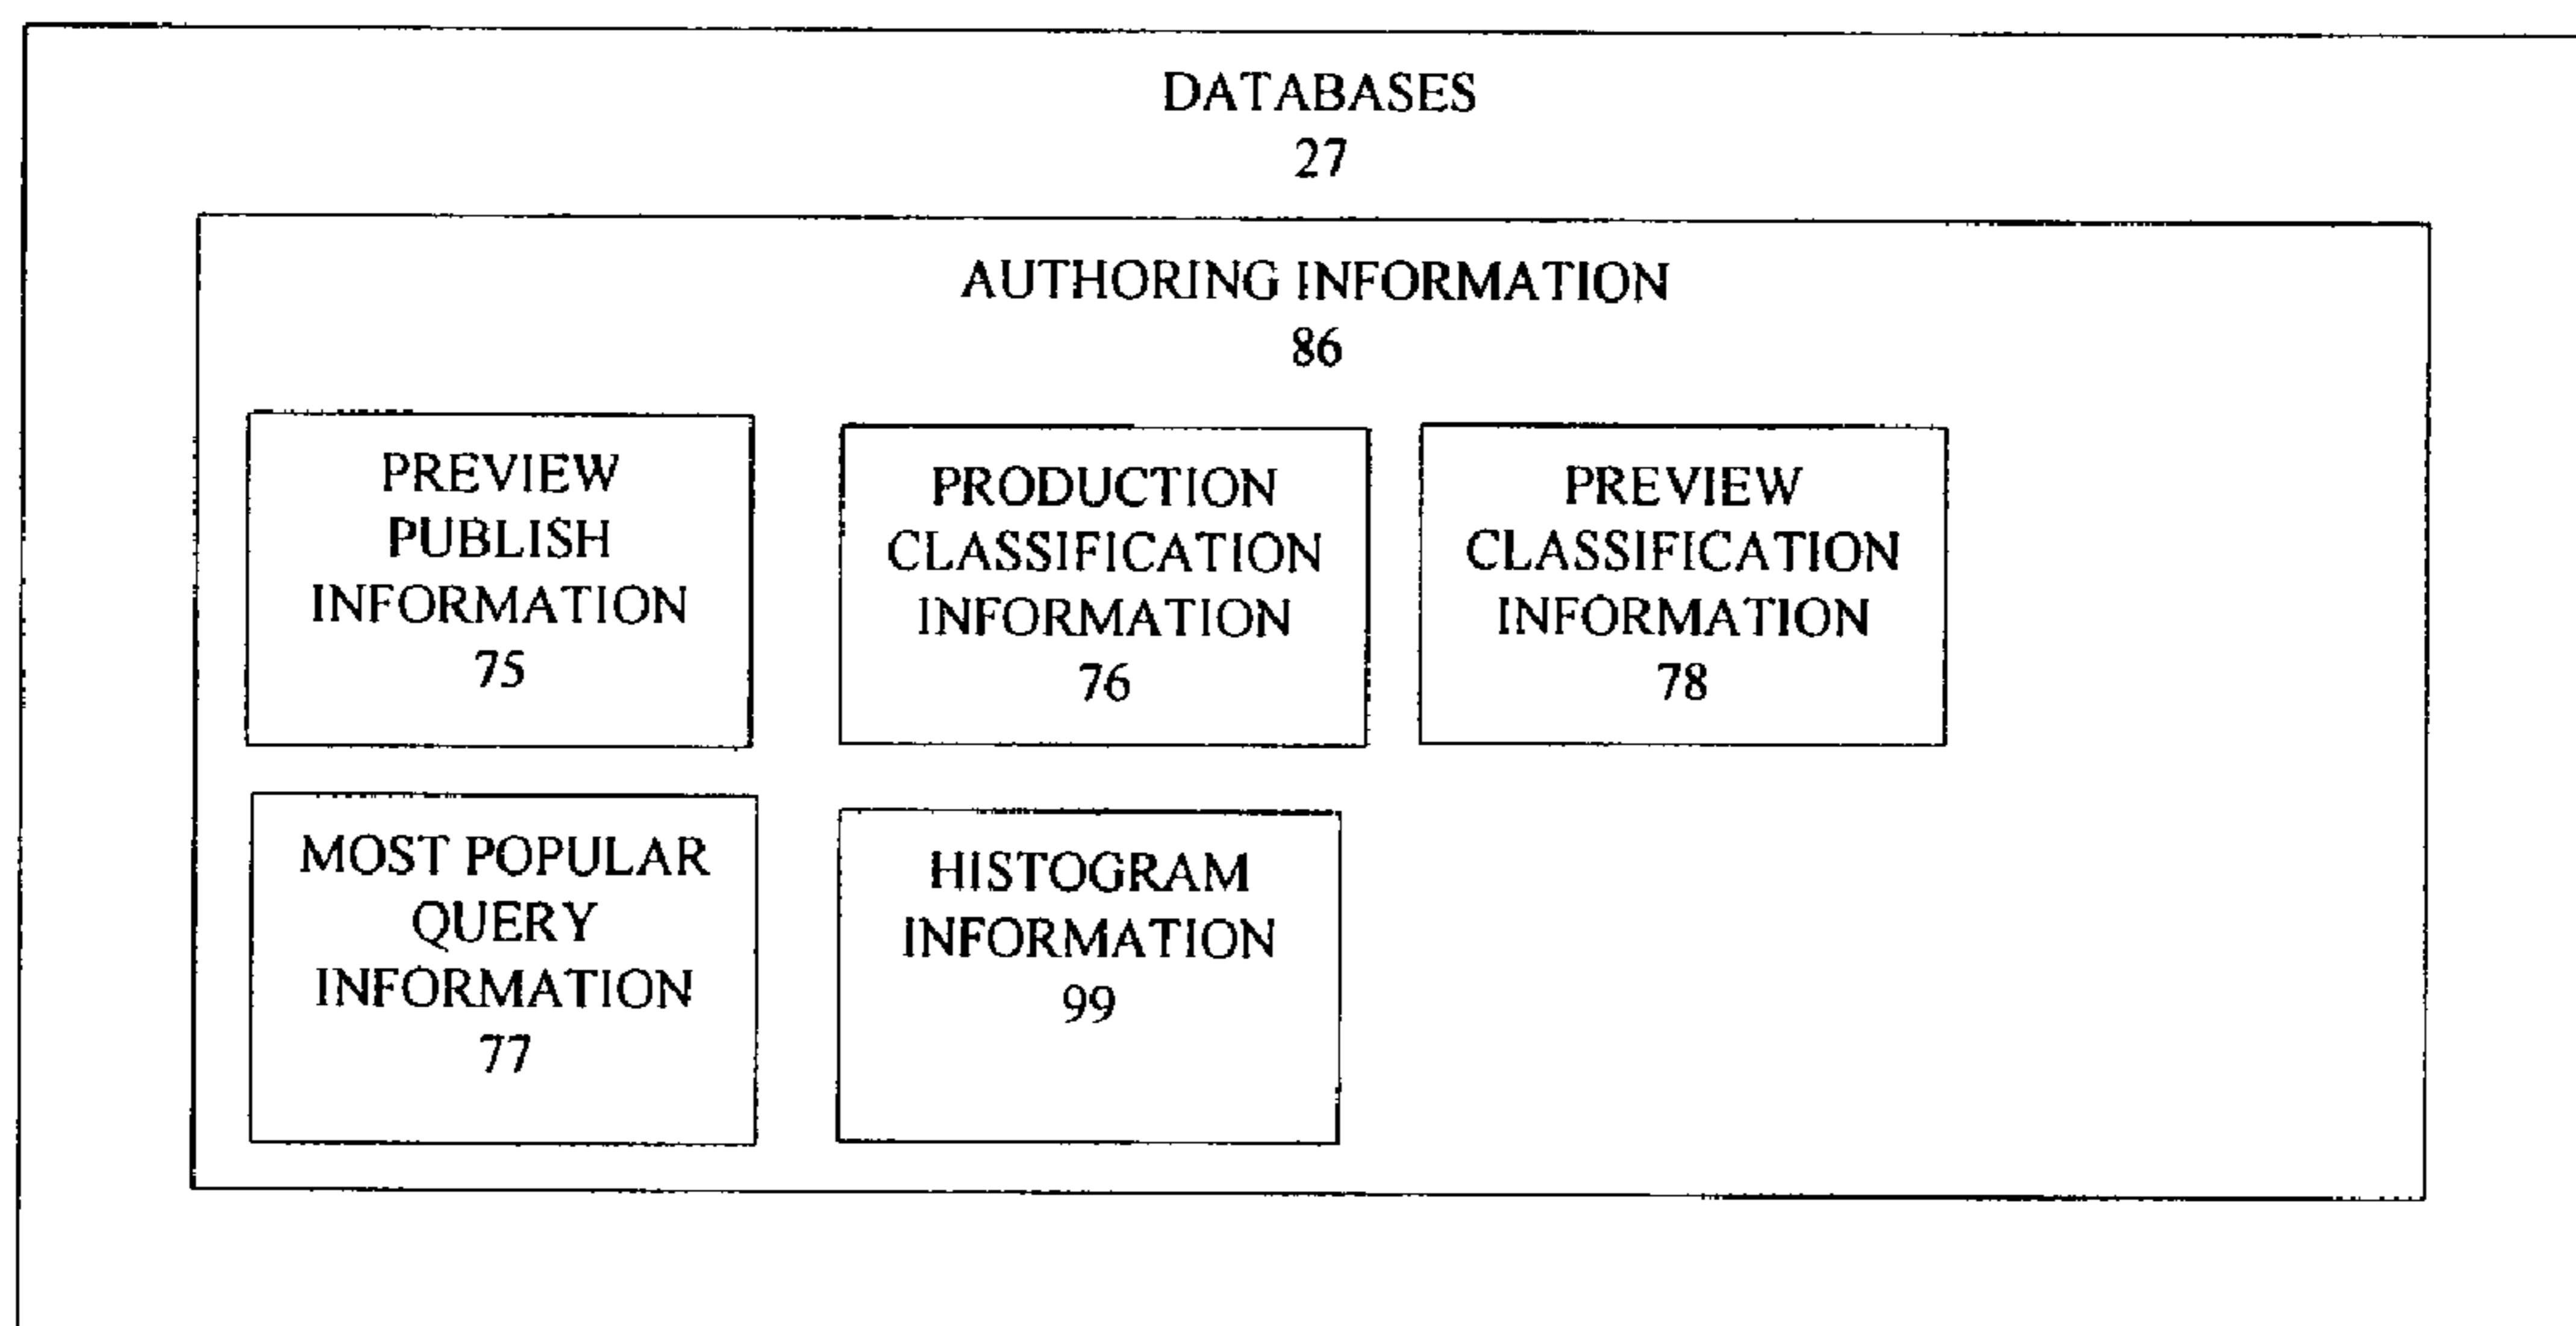 DATABASES
27
AUTHORING INFORMATION
86
PREVIEW
PUBLISH
INFORMATION
75
PRODUCTION
CLASSIFICATION
INFORMATION
76
PREVIEW
CLASSIFICATION
INFORMATION
78
MOST POPULAR
QUERY
INFORMATION
77
HISTOGRAM
INFORMATION
99